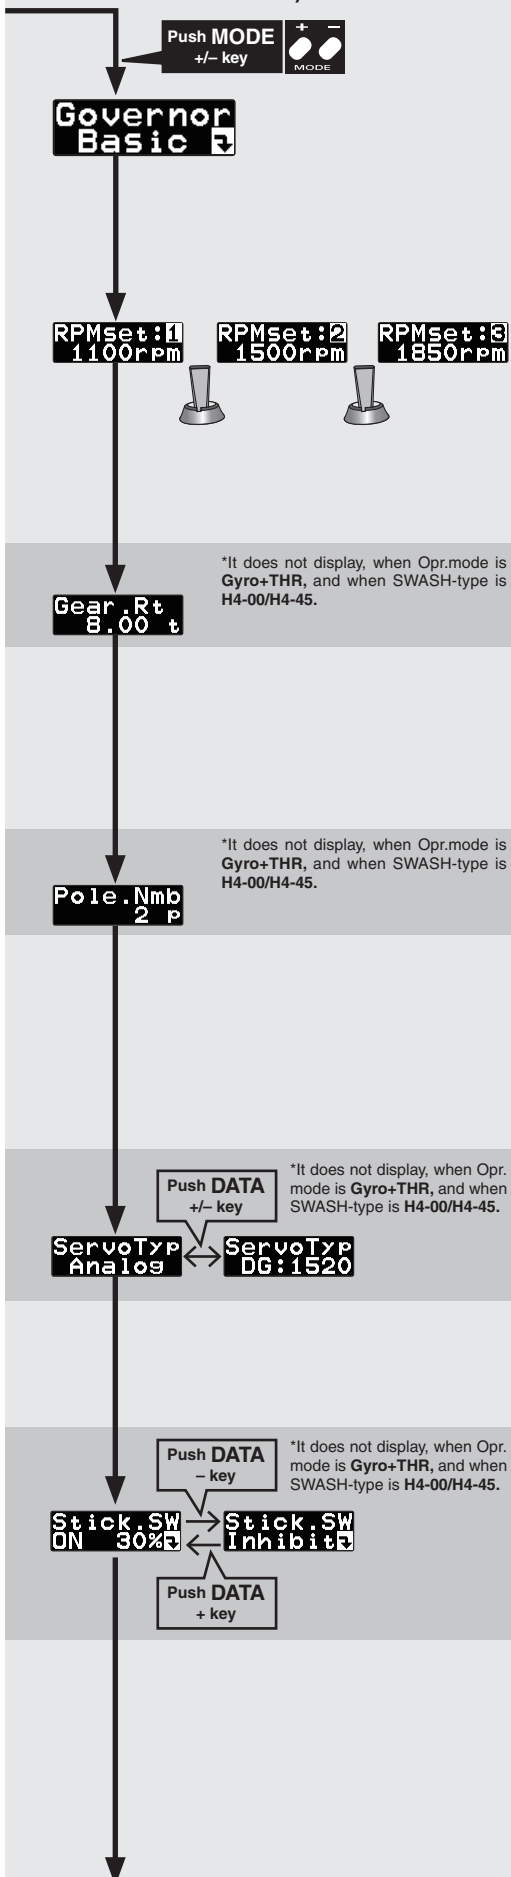 Push MODE
+/– key
+ –
MODE
Governor
Basic
RPMset:1
1100rpm
RPMset:2
1500rpm
RPMset:3
1850rpm
*It does not display, when Opr.mode is
Gyro+THR, and when SWASH-type is
H4-00/H4-45.
Gear.Rt
8.00 t
*It does not display, when Opr.mode is
Gyro+THR, and when SWASH-type is
H4-00/H4-45.
Pole.Nmb
2 p
*It does not display, when Opr.
mode is Gyro+THR, and when
SWASH-type is H4-00/H4-45.
Push DATA
+/– key
ServoTyp
Analog
ServoTyp
DG:1520
*It does not display, when Opr.
mode is Gyro+THR, and when
SWASH-type is H4-00/H4-45.
Push DATA
– key
Stick.SW
ON 30%
Stick.SW
Inhibit
Push DATA
+ key